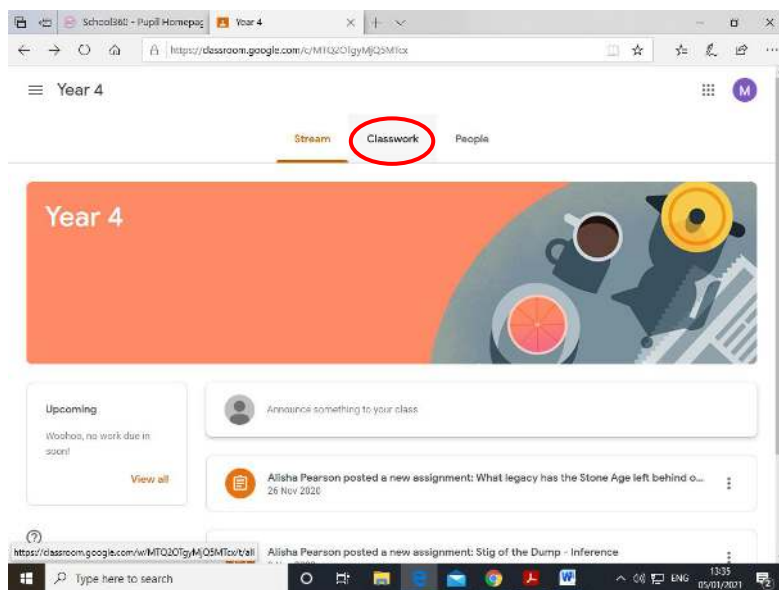 School360 - Pupil Homepag
Year 4
https://classroom.google.com/c/MTQ2OTgyMjQ5MTcx
Year 4
M
Stream Classwork People
Year 4
Upcoming
Woohoo, no work due in
soon!
View all
Announce something to your class
Alisha Pearson posted a new assignment: What legacy has the Stone Age left behind o...
26 Nov 2020
Alisha Pearson posted a new assignment: Stig of the Dump - Inference
https://classroom.google.com/w/MTQ2OTgyMjQ5MTcx/t/all
Type here to search
ENG
13:35
05/01/2021